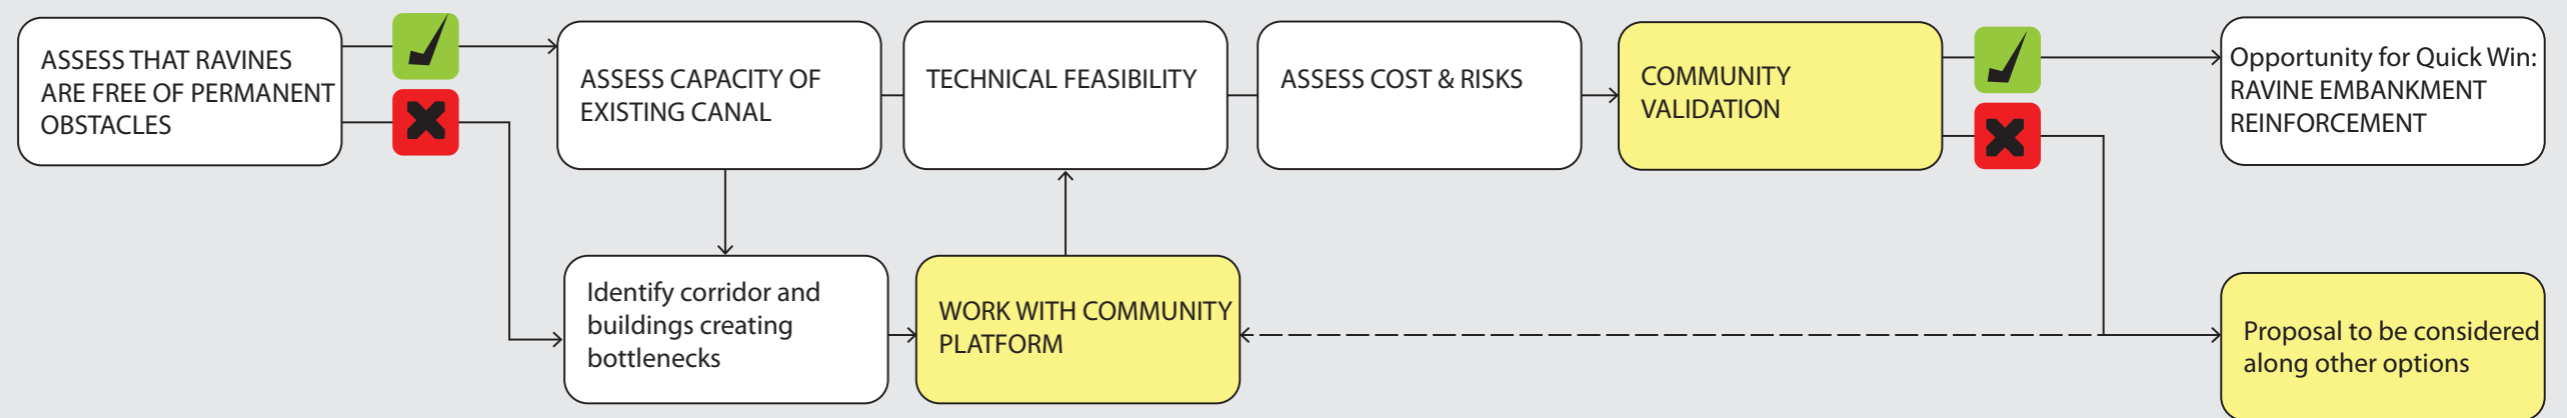 ASSESS THAT RAVINES
ARE FREE OF PERMANENT
OBSTACLES
ASSESS CAPACITY OF
EXISTING CANAL
TECHNICAL FEASIBILITY
ASSESS COST & RISKS
COMMUNITY
VALIDATION
Opportunity for Quick Win:
RAVINE EMBANKMENT
REINFORCEMENT
Identify corridor and
buildings creating
bottlenecks
WORK WITH COMMUNITY
PLATFORM
Proposal to be considered
along other options